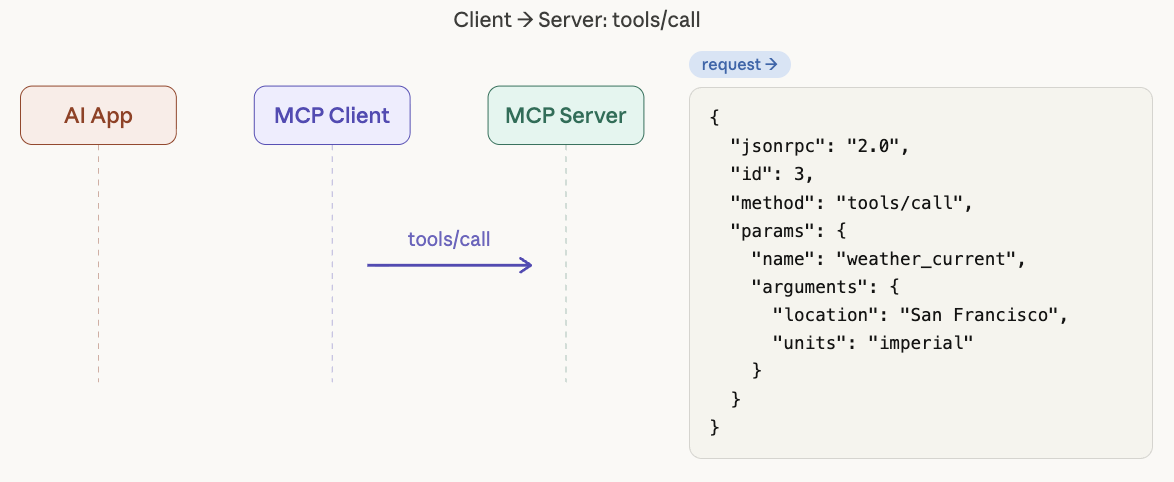 Client → Server: tools/call
request →
AI App
MCP Client
MCP Server
tools/call
{
  "jsonrpc": "2.0",
  "id": 3,
  "method": "tools/call",
  "params": {
    "name": "weather_current",
    "arguments": {
      "location": "San Francisco",
      "units": "imperial"
    }
  }
}